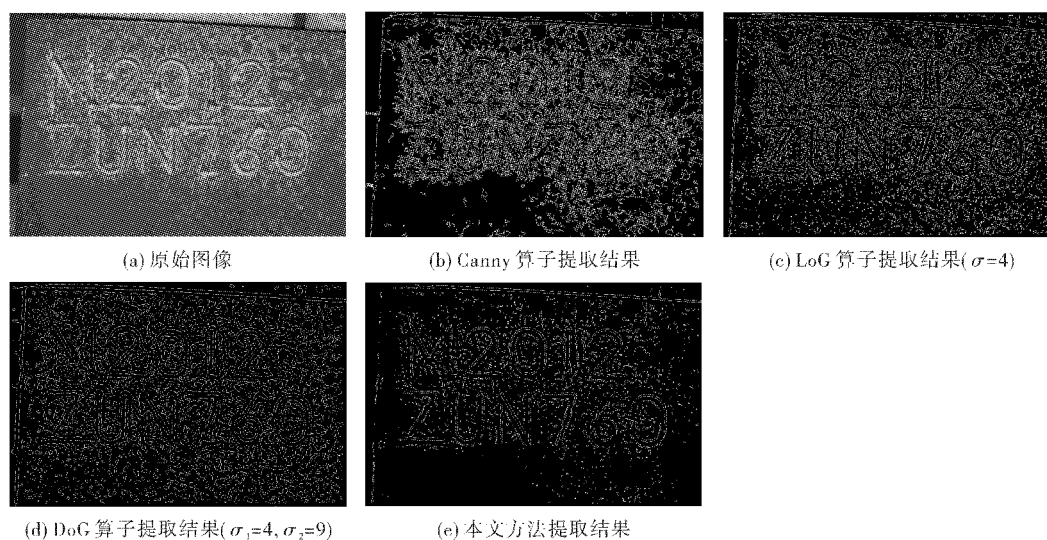 M2012
ZUN769
(a) 原始图像
(b) Canny 算子提取结果
(c) LoG 算子提取结果(σ=4)
(d) DoG 算子提取结果(σ₁=4, σ₂=9)
(e) 本文方法提取结果